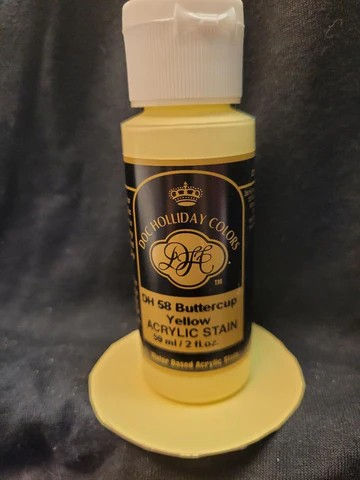 DOC HOLLIDAY COLORS
DHC
TM
DH 58 Buttercup
Yellow
ACRYLIC STAIN
59 ml / 2 fl.oz.
Water Based Acrylic Stain